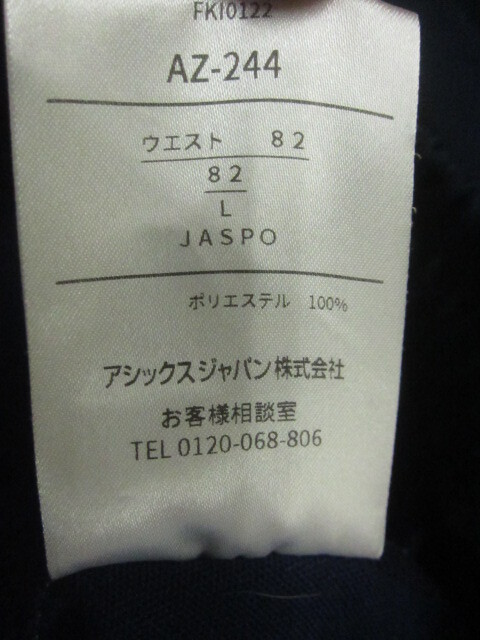 FKI0122
AZ-244
ウエスト 82
82
L
JASPO
ポリエステル 100%
アシックスジャパン株式会社
お客様相談室
TEL 0120-068-806